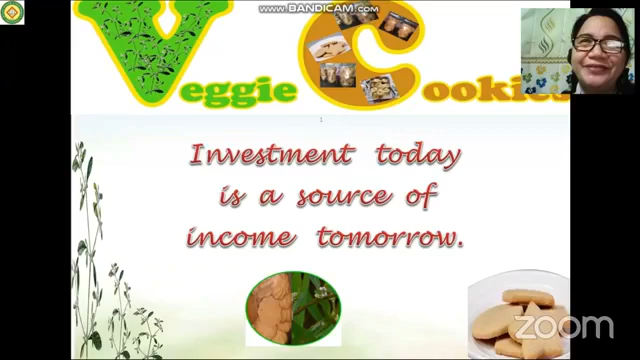 www.BANDICAM.com
Veggie Cookies
Investment today
is a source of
income tomorrow.
zoom